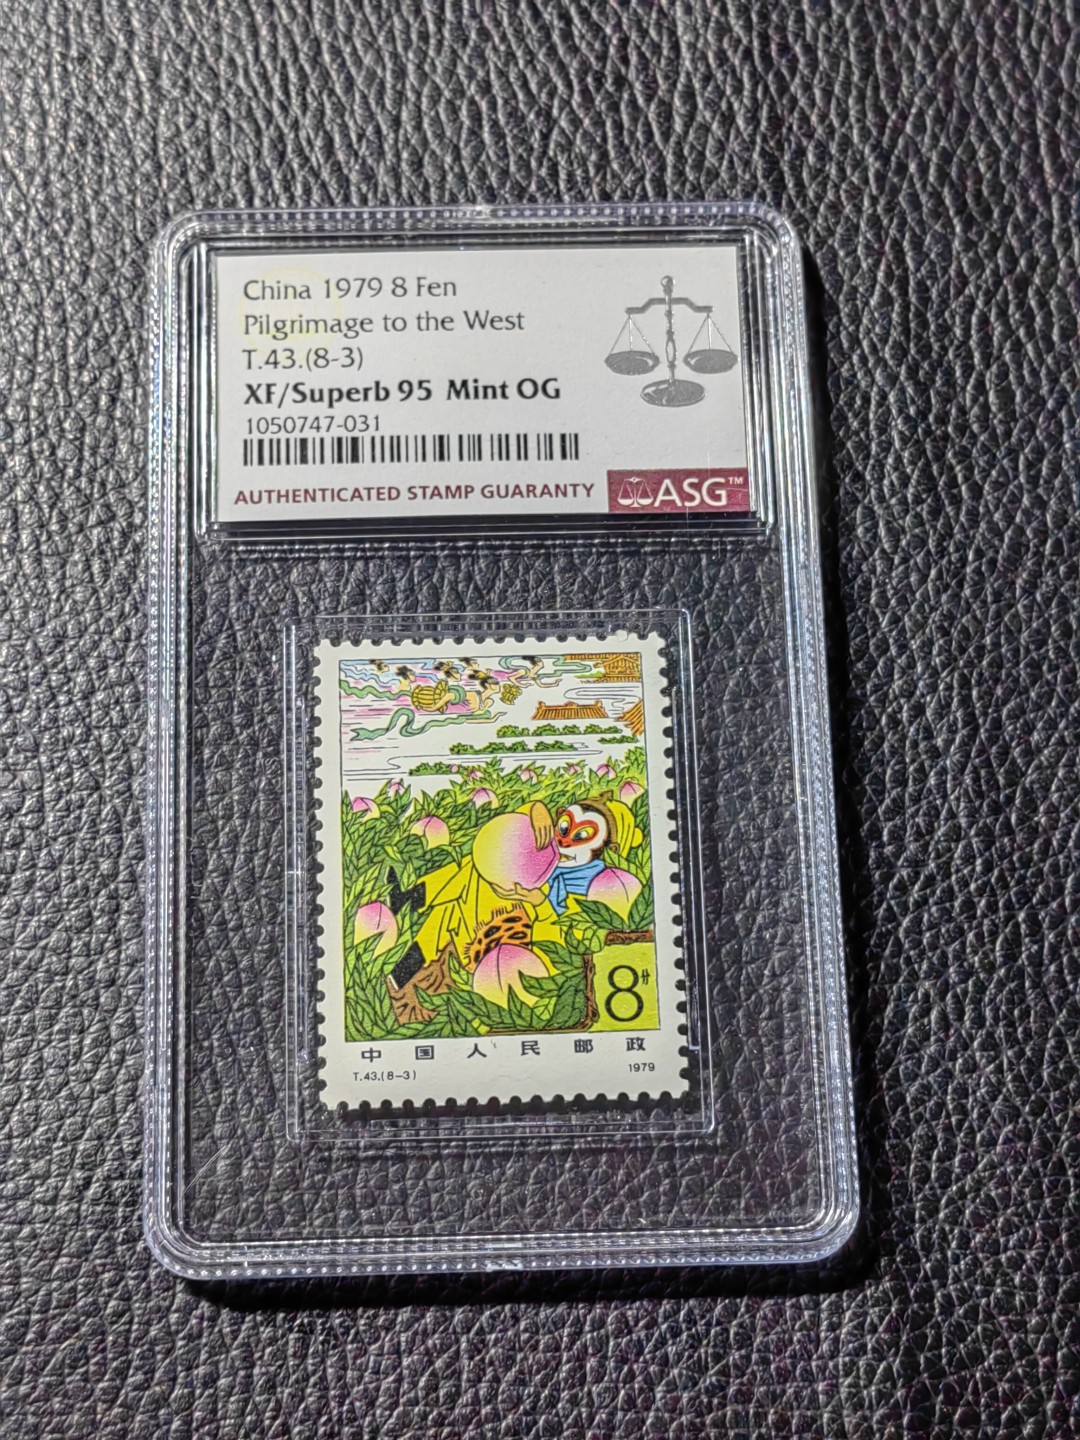 China 1979 8 Fen
Pilgrimage to the West
T.43.(8-3)
XF/Superb 95 Mint OG
1050747-031
AUTHENTICATED STAMP GUARANTY
ASG™
8分
中国人民邮政
T.43.(8-3)
1979